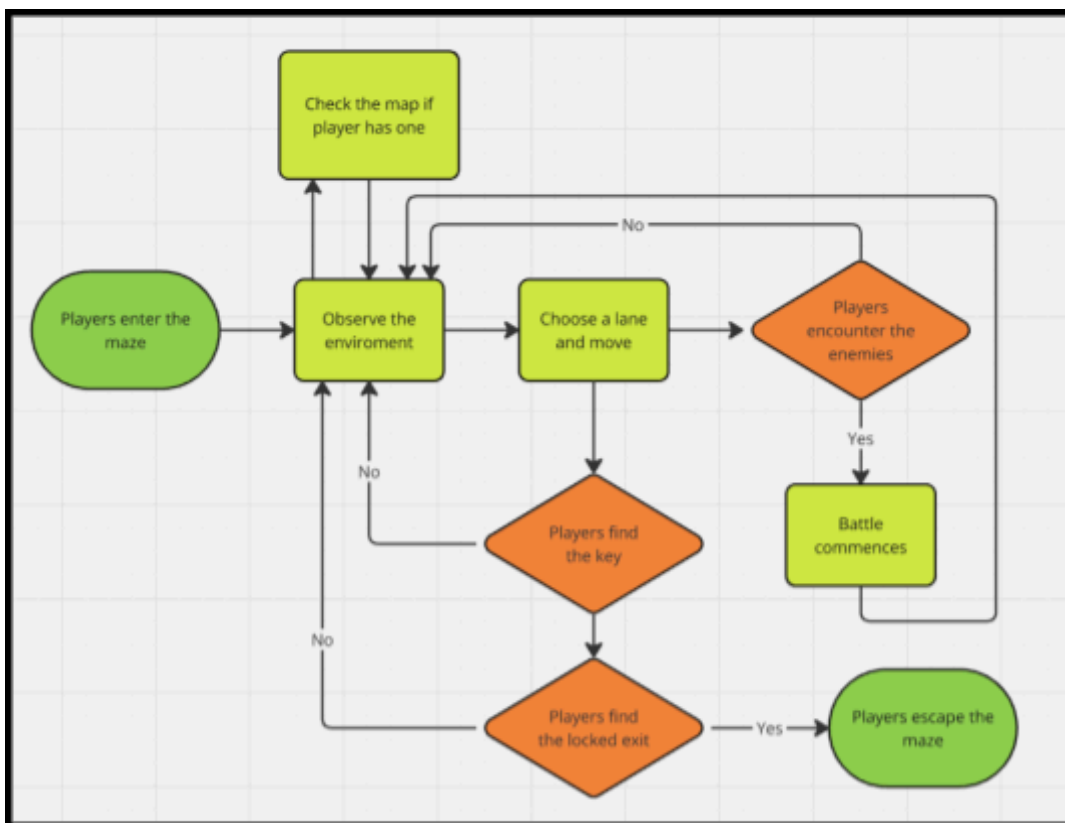 Check the map if
player has one
No
Players enter the
maze
Observe the
enviroment
Choose a lane
and move
Players
encounter the
enemies
Yes
No
Players find
the key
Battle
commences
No
Players find
the locked exit
Yes
Players escape the
maze